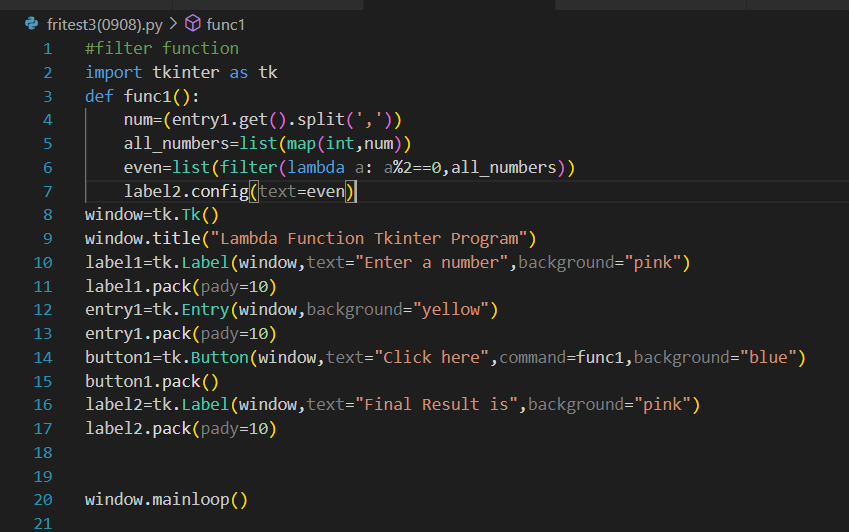 fritest3(0908).py > func1
1 #filter function
2 import tkinter as tk
3 def func1():
4     num=(entry1.get().split(','))
5     all_numbers=list(map(int,num))
6     even=list(filter(lambda a: a%2==0,all_numbers))
7     label2.config(text=even)
8 window=tk.Tk()
9 window.title("Lambda Function Tkinter Program")
10 label1=tk.Label(window,text="Enter a number",background="pink")
11 label1.pack(pady=10)
12 entry1=tk.Entry(window,background="yellow")
13 entry1.pack(pady=10)
14 button1=tk.Button(window,text="Click here",command=func1,background="blue")
15 button1.pack()
16 label2=tk.Label(window,text="Final Result is",background="pink")
17 label2.pack(pady=10)
18
19
20 window.mainloop()
21